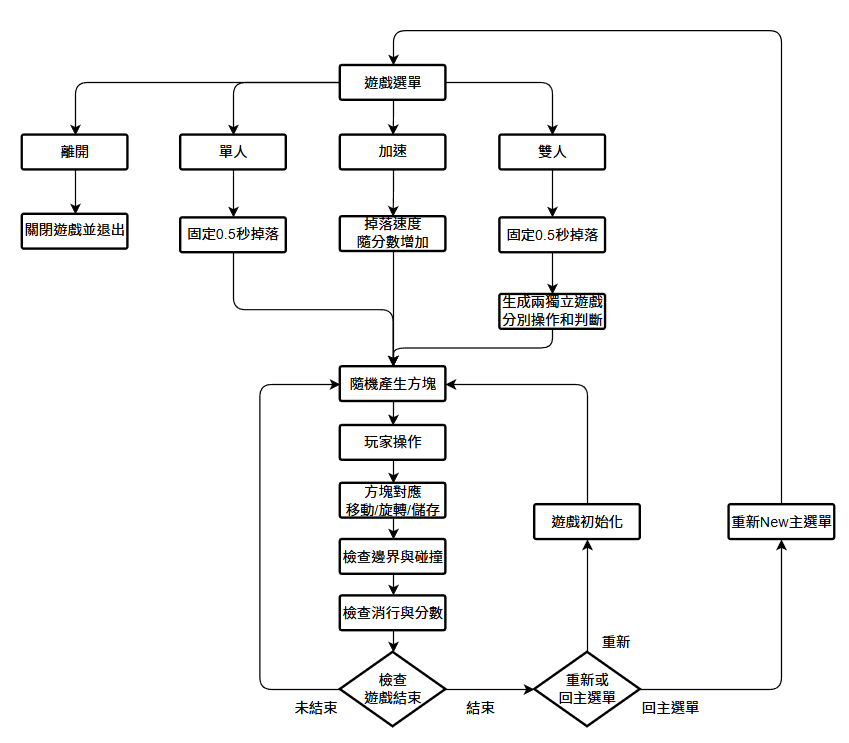 遊戲選單
離開
單人
加速
雙人
關閉遊戲並退出
固定0.5秒掉落
掉落速度
隨分數增加
固定0.5秒掉落
生成兩獨立遊戲
分別操作和判斷
隨機產生方塊
玩家操作
方塊對應
移動/旋轉/儲存
檢查邊界與碰撞
檢查消行與分數
遊戲初始化
重新New主選單
重新
檢查
遊戲結束
重新或
回主選單
未結束
結束
回主選單